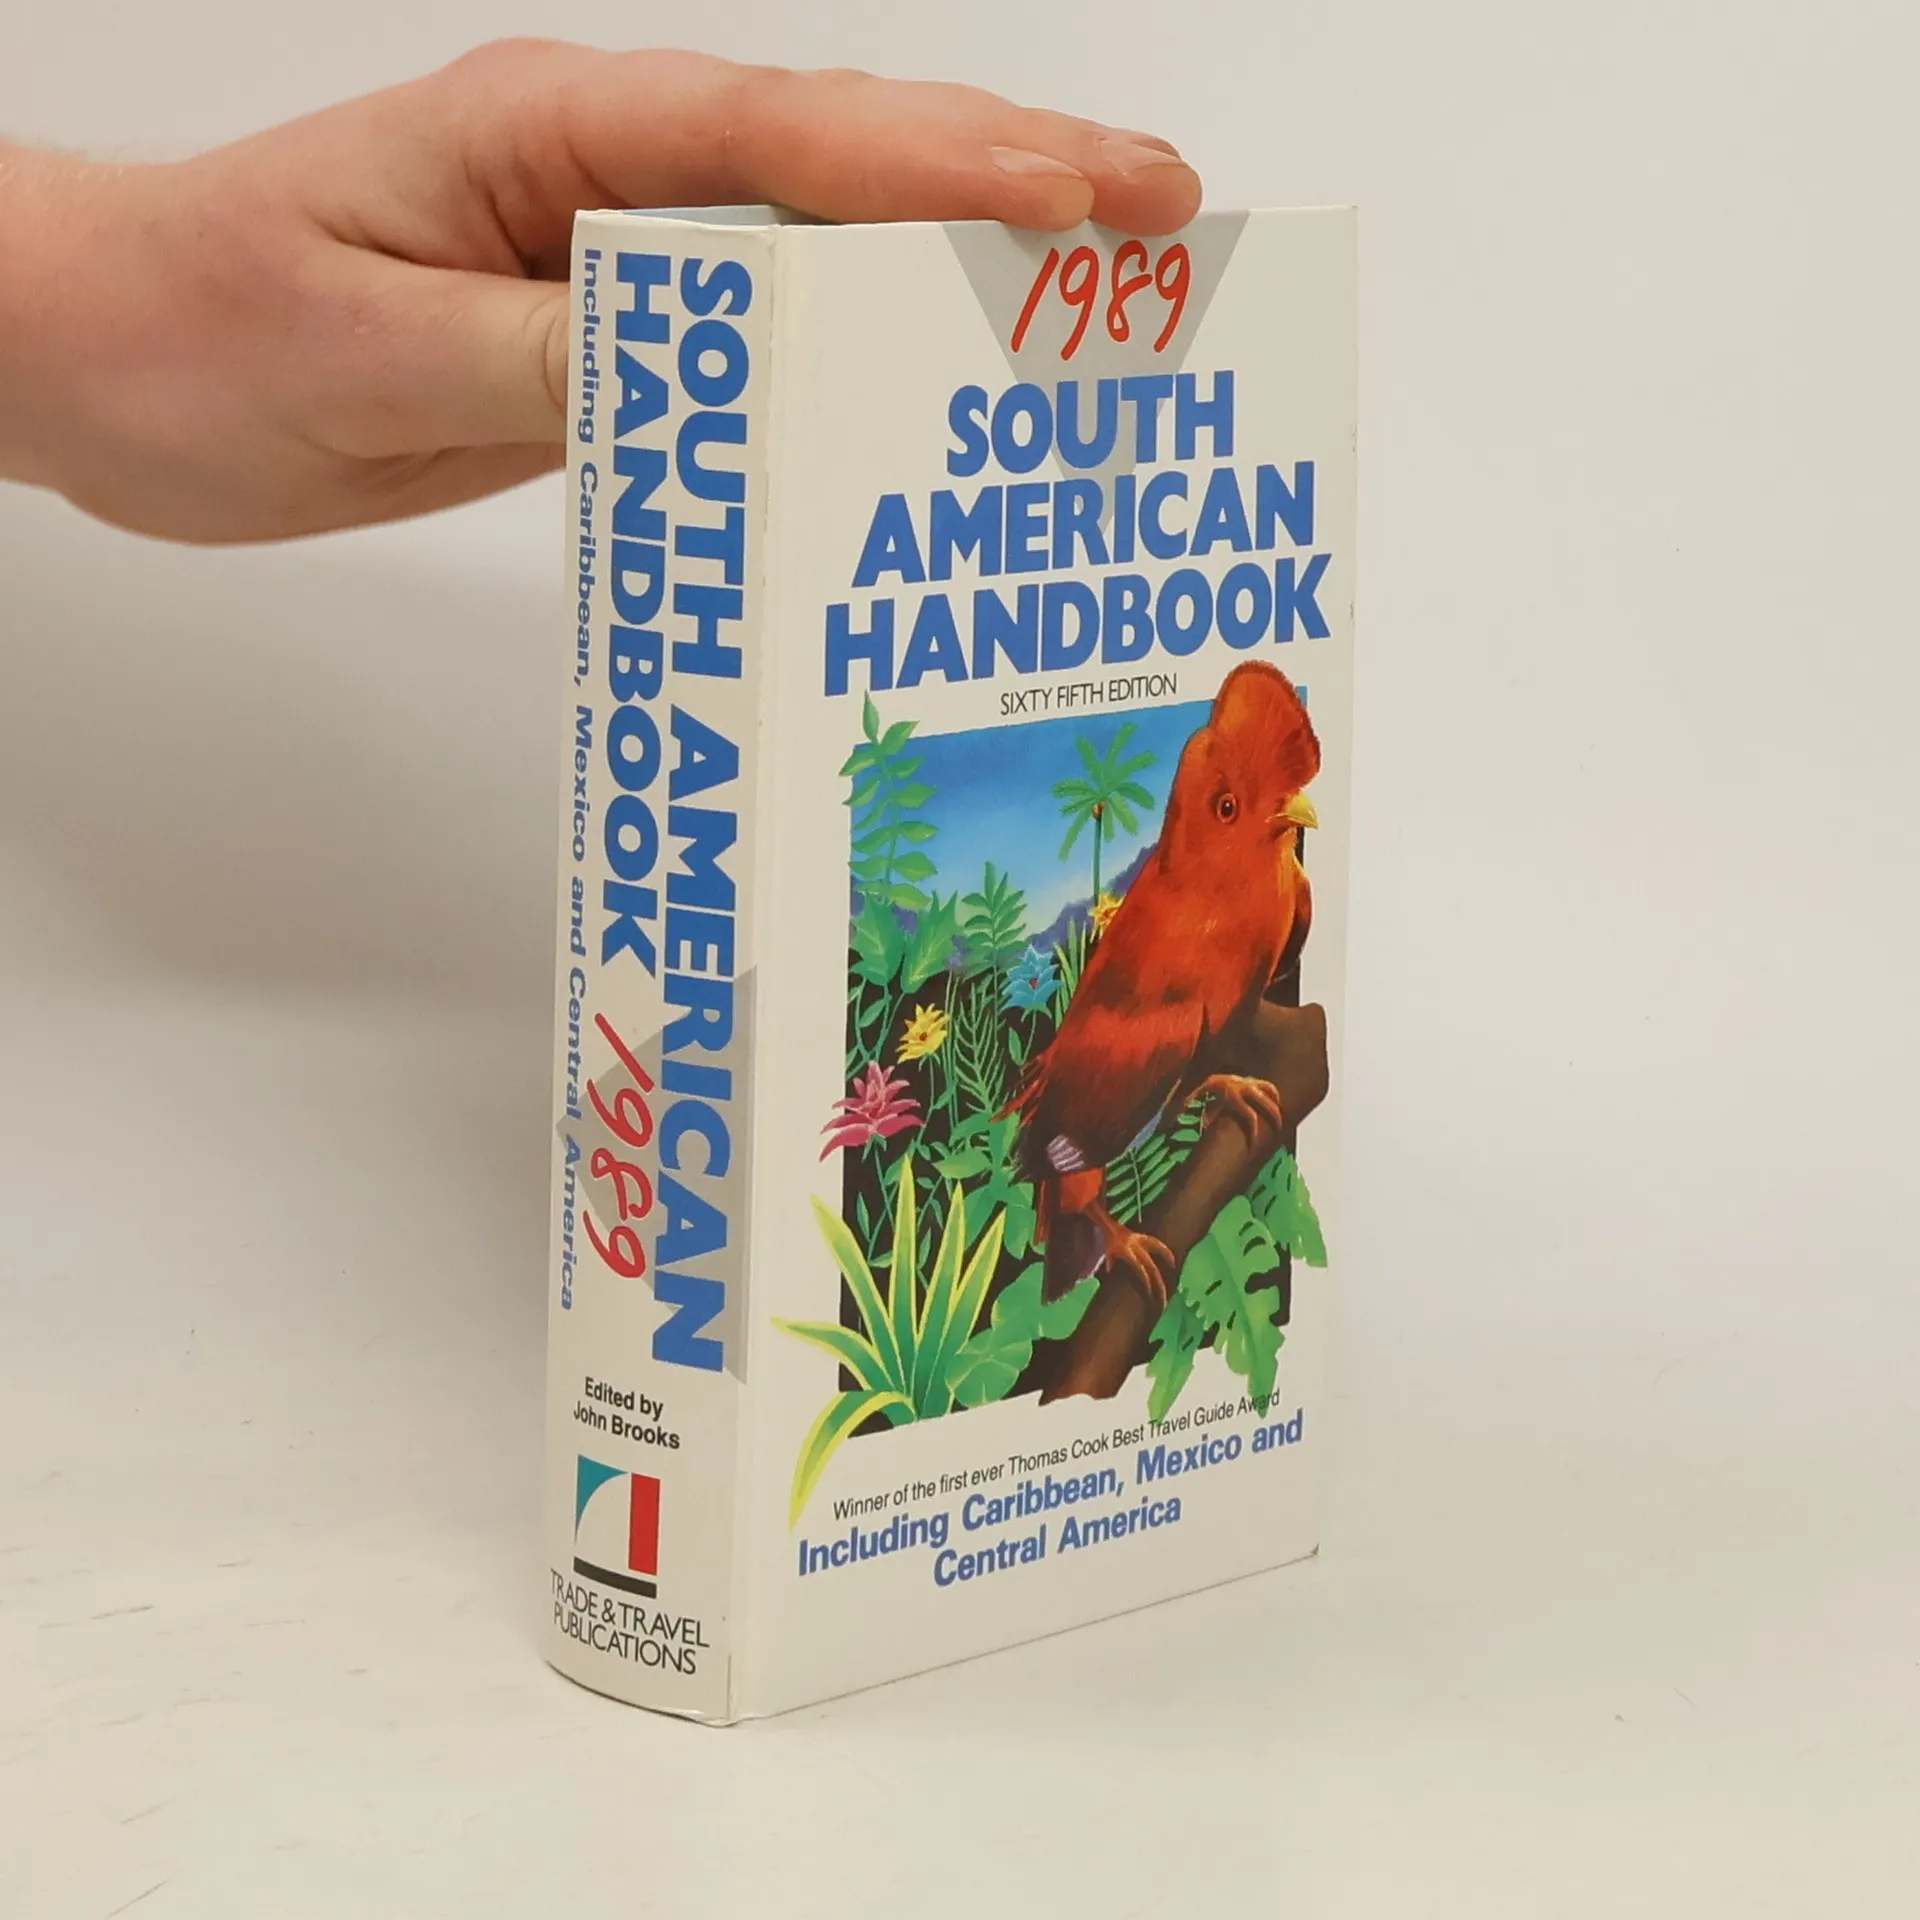 SOUTH AMERICAN
HANDBOOK 1989
Including Caribbean, Mexico and Central America
Edited by
John Brooks
TRADE & TRAVEL
PUBLICATIONS
1989
SOUTH
AMERICAN
HANDBOOK
SIXTY FIFTH EDITION
Winner of the first ever Thomas Cook Best Travel Guide Award
Including Caribbean, Mexico and
Central America